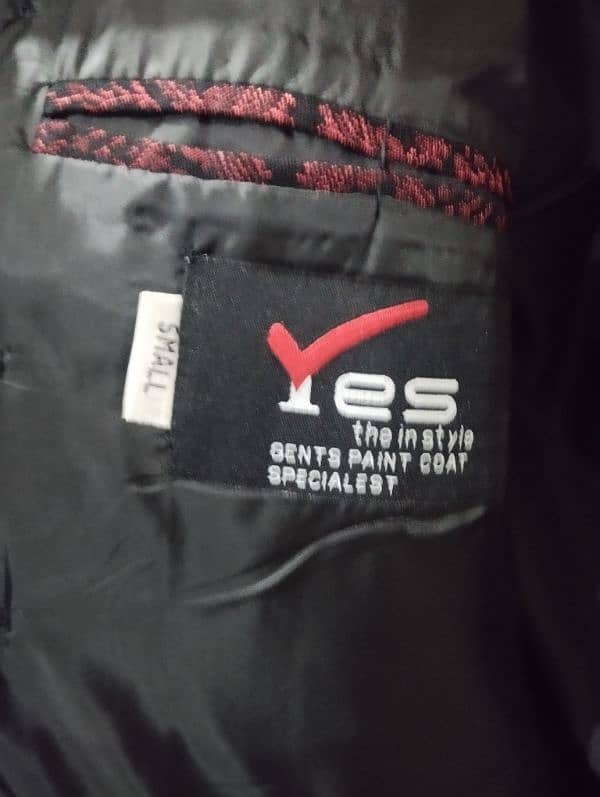 SMALL
Yes
the in style
GENTS PAINT COAT
SPECIALEST